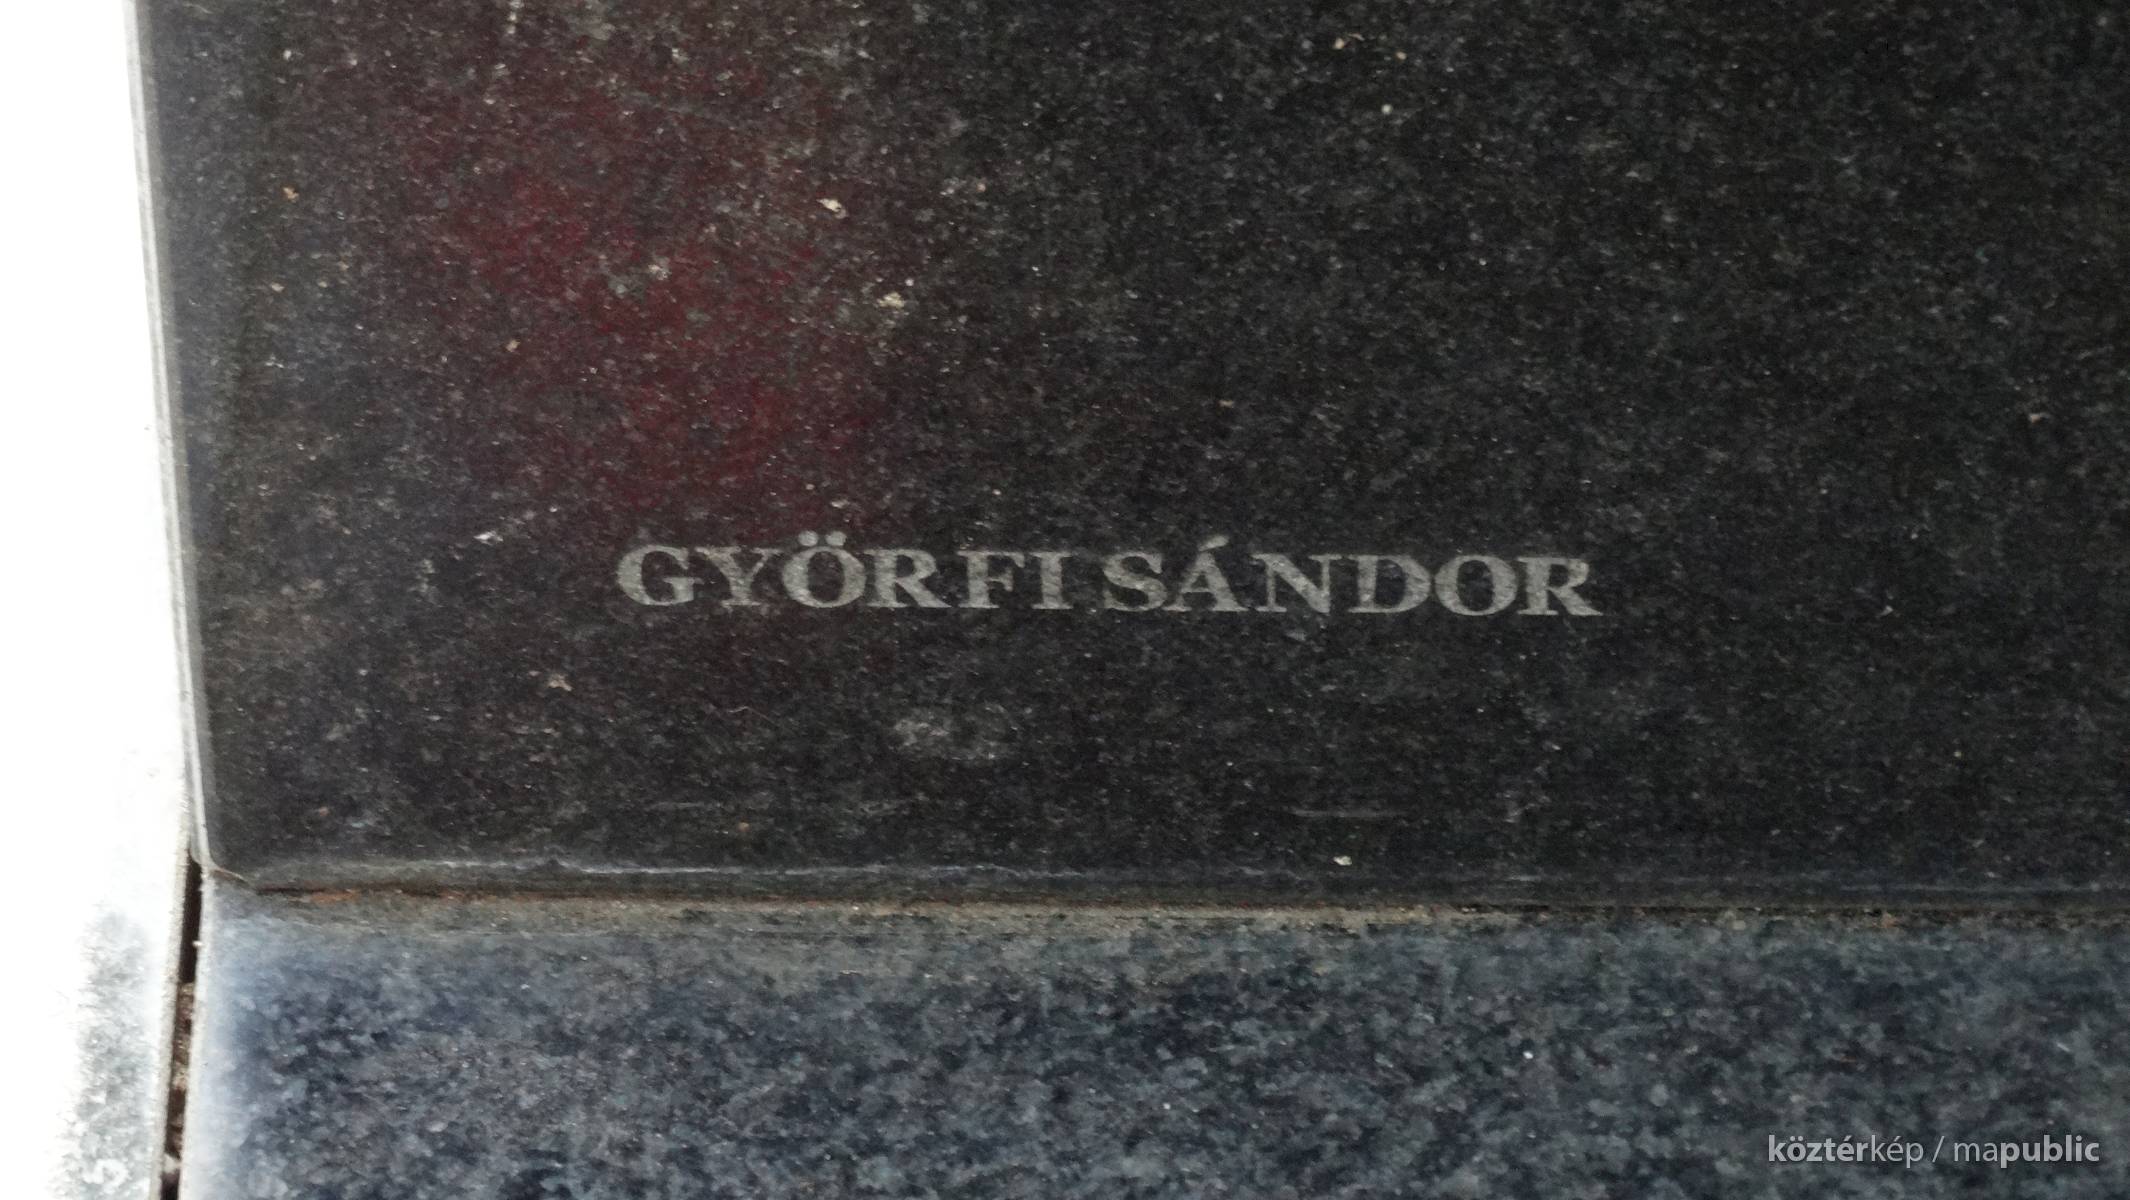 GYÖRFI SÁNDOR
köztérkép / mapublic